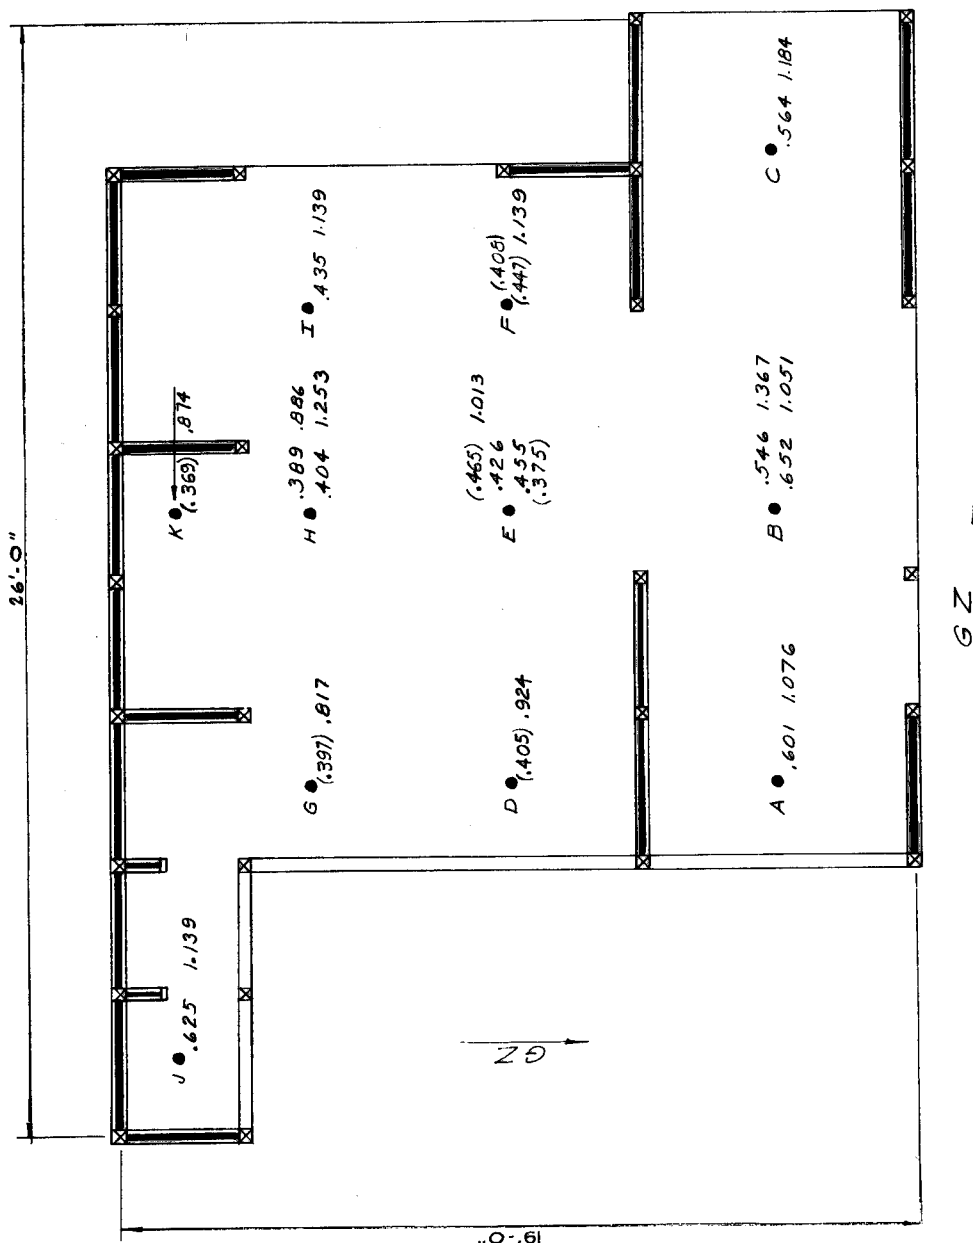 26'-0"
.564 1.184
C
.435 1.139
I
(.408)
(.447) 1.139
F
.874
(.369)
K
.389 .886
.404 1.253
H
(.465) 1.013
.426
.455
(.375)
E
.546 1.367
.652 1.051
B
GZ
(.397) .817
G
(.405) .924
D
.601 1.076
A
.625 1.139
J
GZ
19'-0"